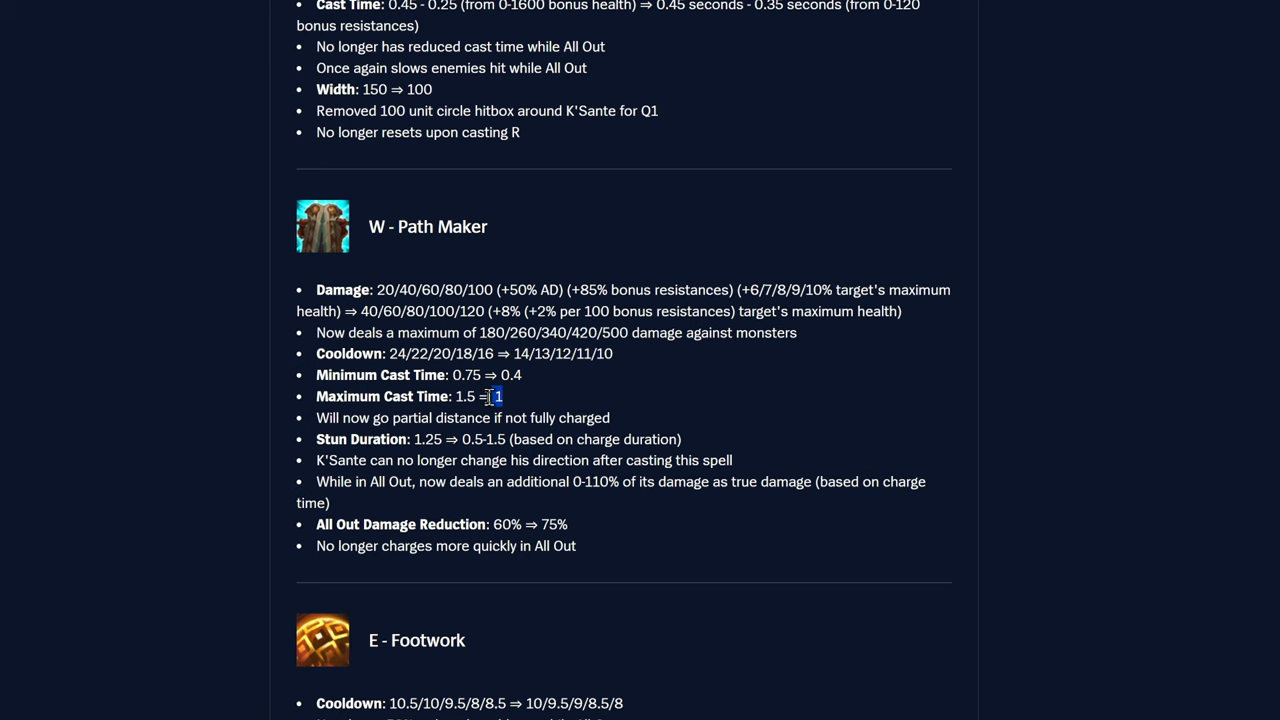 Cast Time: 0.45 - 0.25 (from 0-1600 bonus health) ⇒ 0.45 seconds - 0.35 seconds (from 0-120
bonus resistances)
• No longer has reduced cast time while All Out
• Once again slows enemies hit while All Out
• Width: 150 ⇒ 100
• Removed 100 unit circle hitbox around K'Sante for Q1
• No longer resets upon casting R
W - Path Maker
• Damage: 20/40/60/80/100 (+50% AD) (+85% bonus resistances) (+6/7/8/9/10% target's maximum
health) ⇒ 40/60/80/100/120 (+8% (+2% per 100 bonus resistances) target's maximum health)
• Now deals a maximum of 180/260/340/420/500 damage against monsters
• Cooldown: 24/22/20/18/16 ⇒ 14/13/12/11/10
• Minimum Cast Time: 0.75 ⇒ 0.4
• Maximum Cast Time: 1.5 ⇒ 1
• Will now go partial distance if not fully charged
• Stun Duration: 1.25 ⇒ 0.5-1.5 (based on charge duration)
• K'Sante can no longer change his direction after casting this spell
• While in All Out, now deals an additional 0-110% of its damage as true damage (based on charge
time)
• All Out Damage Reduction: 60% ⇒ 75%
• No longer charges more quickly in All Out
E - Footwork
• Cooldown: 10.5/10/9.5/8/8.5 ⇒ 10/9.5/9/8.5/8